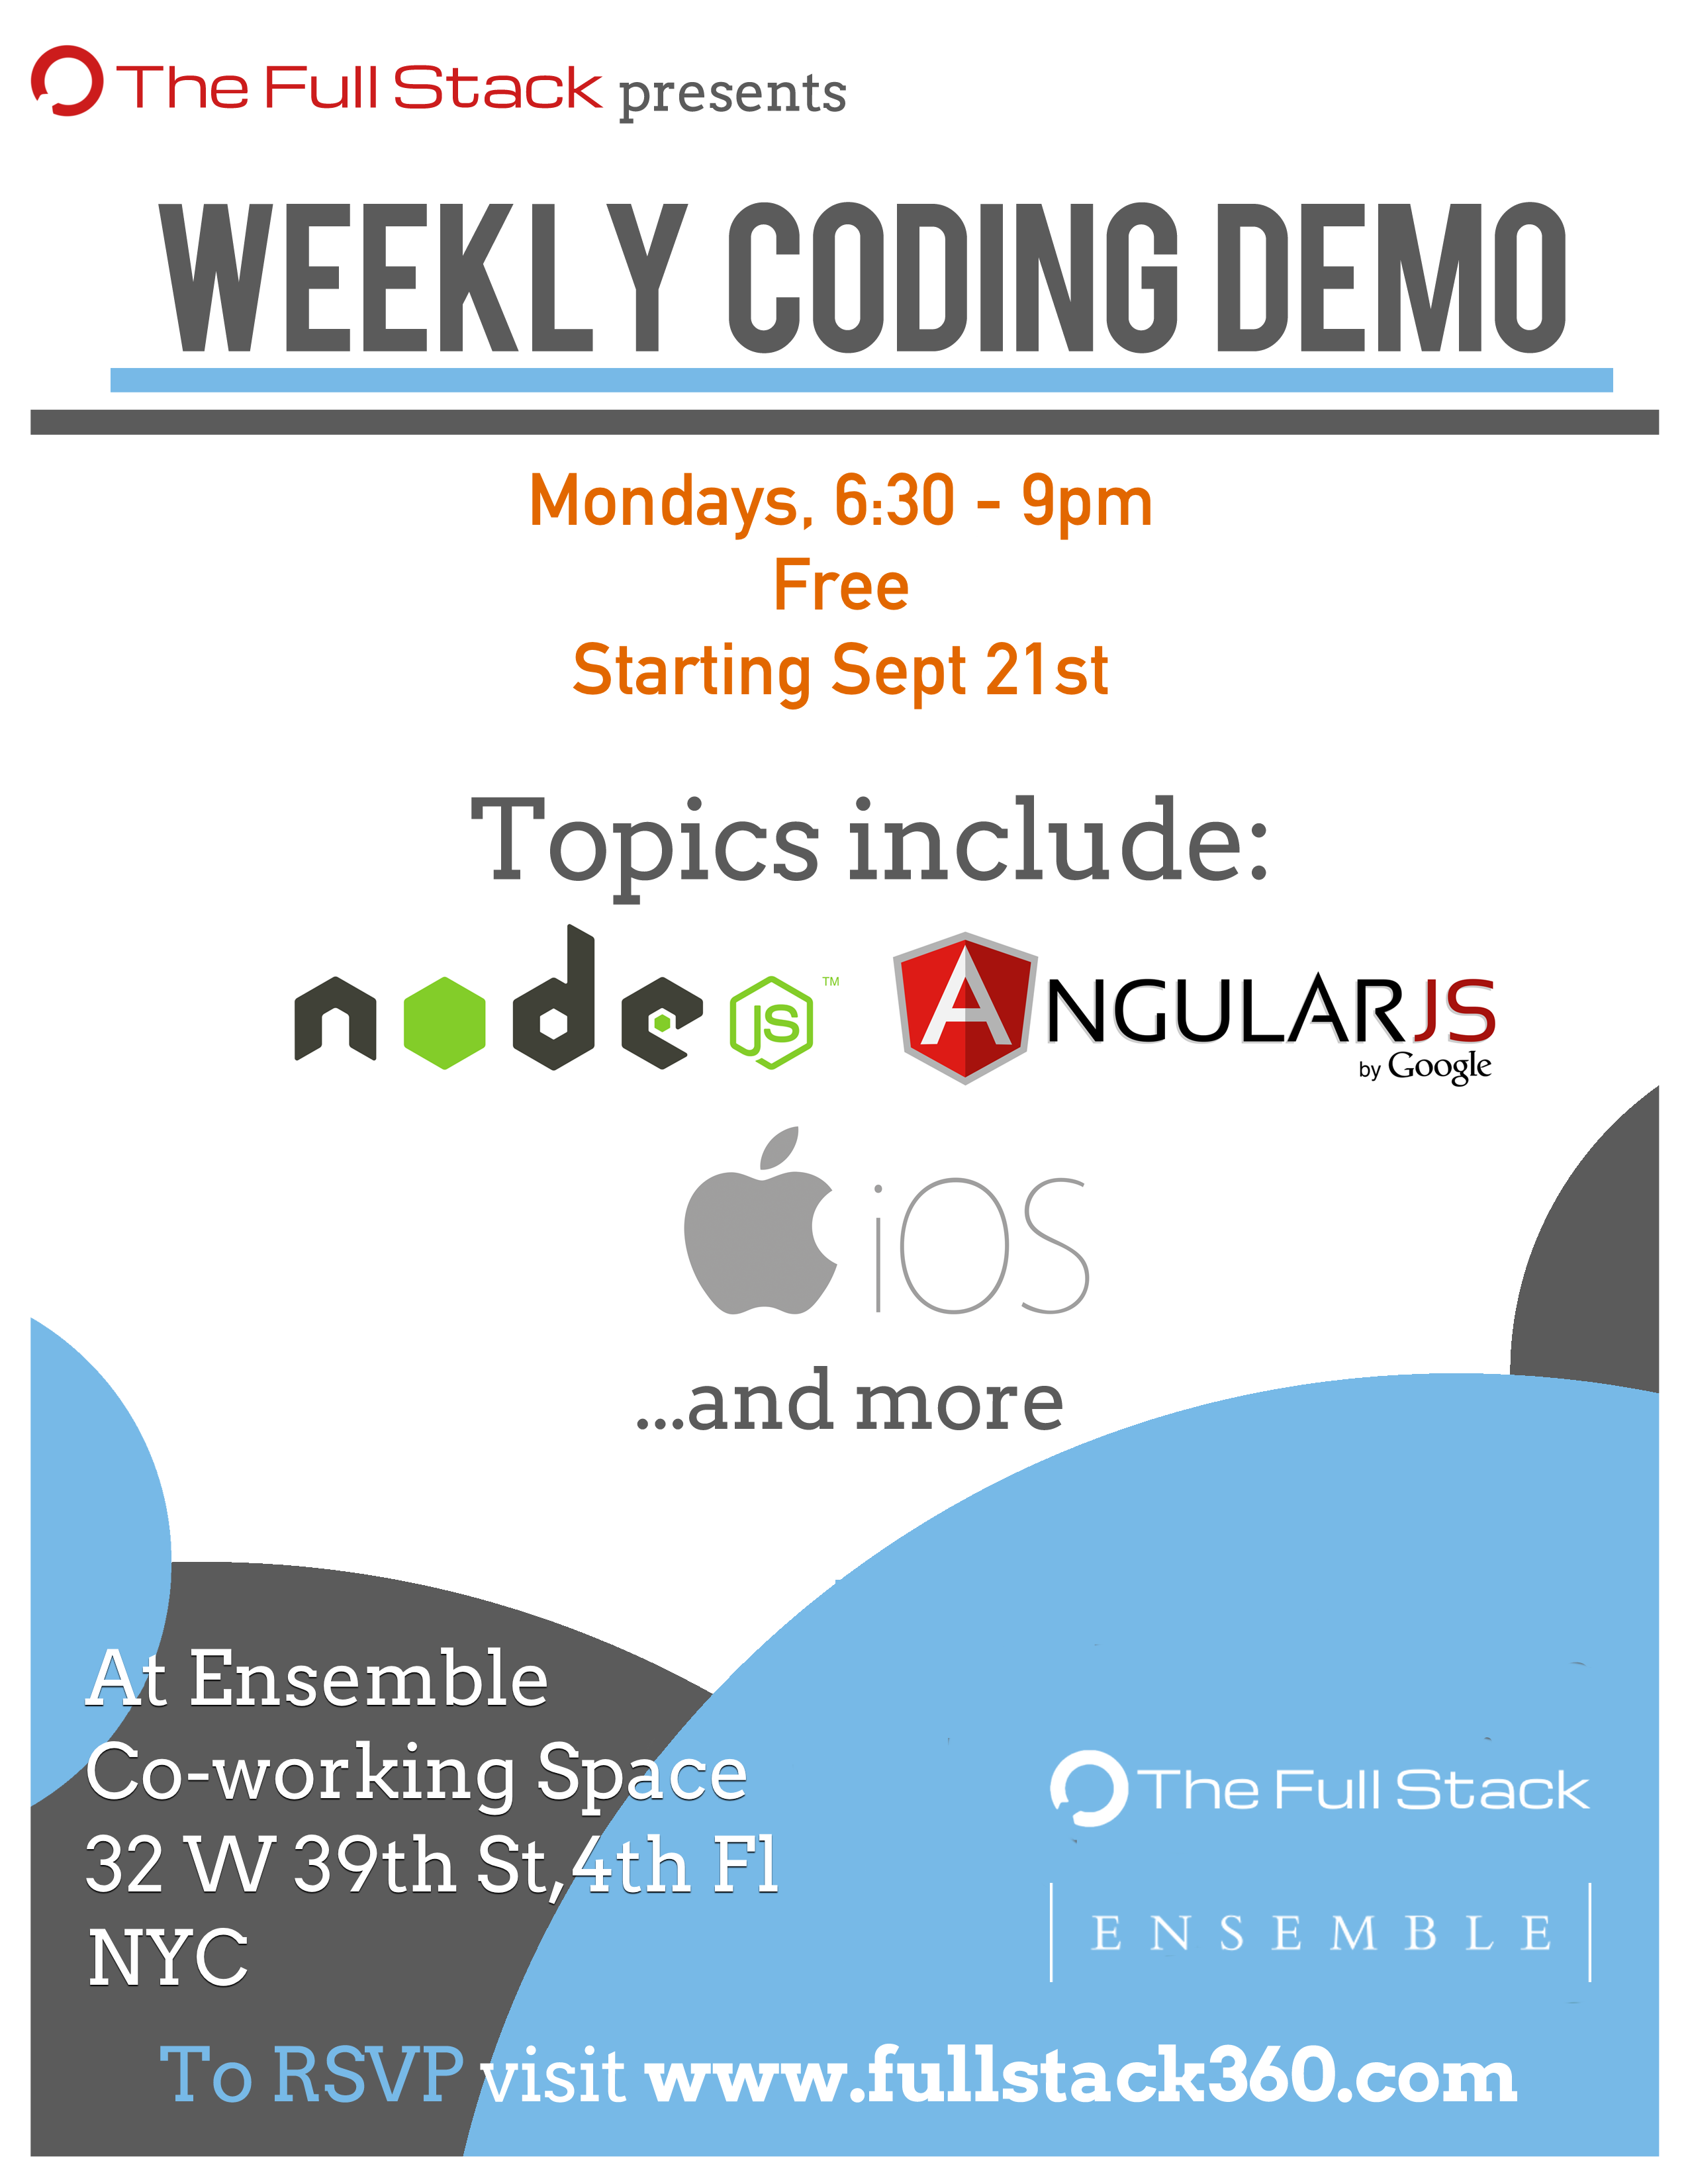 The Full Stack presents
WEEKLY CODING DEMO
Mondays, 6:30 - 9pm
Free
Starting Sept 21st
Topics include:
node JS™ ANGULARJS
by Google
iOS
...and more
At Ensemble
Co-working Space
32 W 39th St,4th Fl
NYC
The Full Stack
ENSEMBLE
To RSVP visit www.fullstack360.com